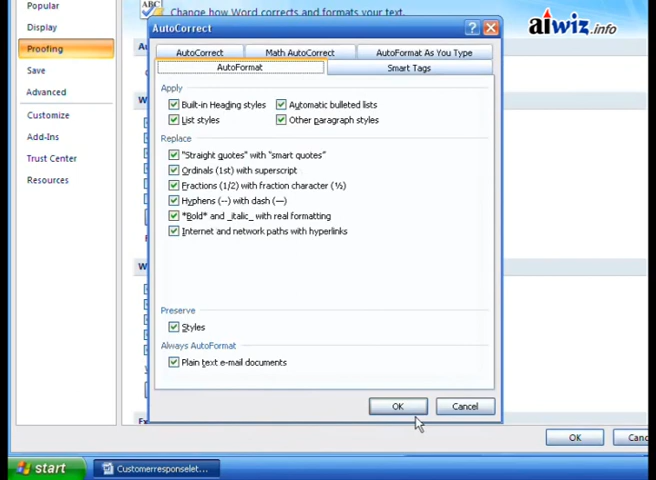 Popular
Change how Word corrects and formats your text.
aiwiz.info
Display
AutoCorrect
Proofing
Save
Advanced
Customize
Add-Ins
Trust Center
Resources
AutoCorrect
Math AutoCorrect
AutoFormat As You Type
AutoFormat
Smart Tags
Apply
Built-in Heading styles
Automatic bulleted lists
List styles
Other paragraph styles
Replace
"Straight quotes" with “smart quotes”
Ordinals (1st) with superscript
Fractions (1/2) with fraction character (½)
Hyphens (--) with dash (—)
*Bold* and _italic_ with real formatting
Internet and network paths with hyperlinks
Preserve
Styles
Always AutoFormat
Plain text e-mail documents
OK
Cancel
OK
start
Customerresponselet...